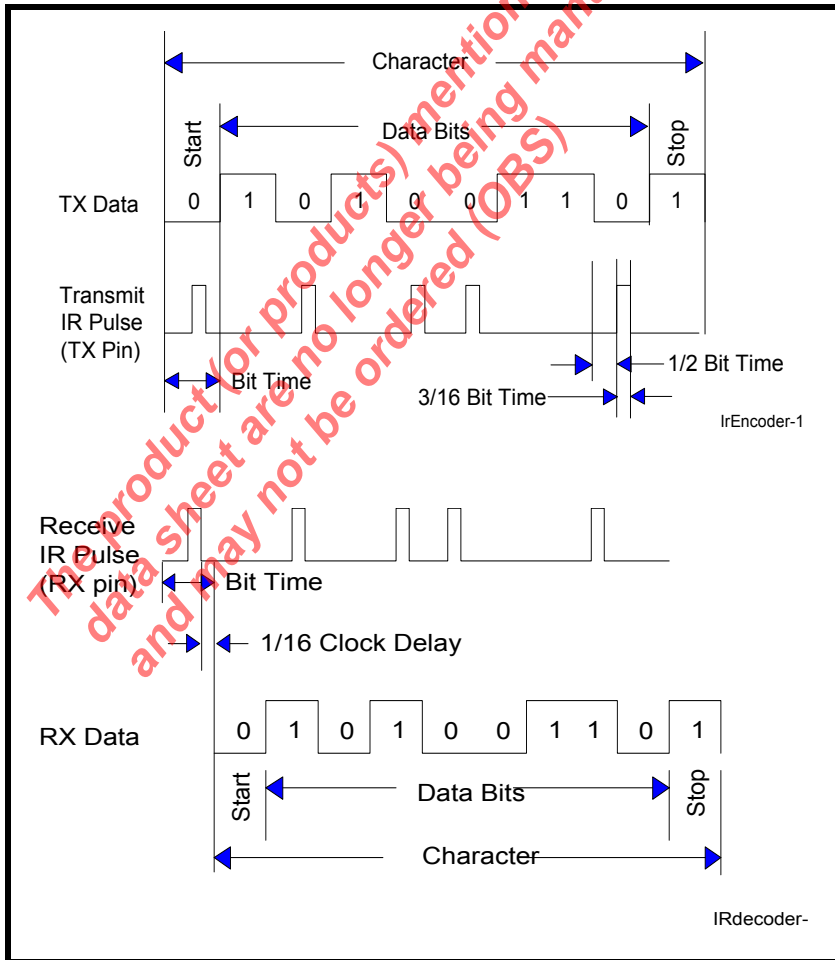 Character
Start
Data Bits
Stop
TX Data
0 1 0 1 0 0 1 1 0 1
Transmit
IR Pulse
(TX Pin)
Bit Time
1/2 Bit Time
3/16 Bit Time
IrEncoder-1
Receive
IR Pulse
(RX pin)
Bit Time
1/16 Clock Delay
RX Data
0 1 0 1 0 0 1 1 0 1
Start
Data Bits
Stop
Character
IRdecoder-
The product (or products) mention
data sheet are no longer being man
and may not be ordered (OBS)